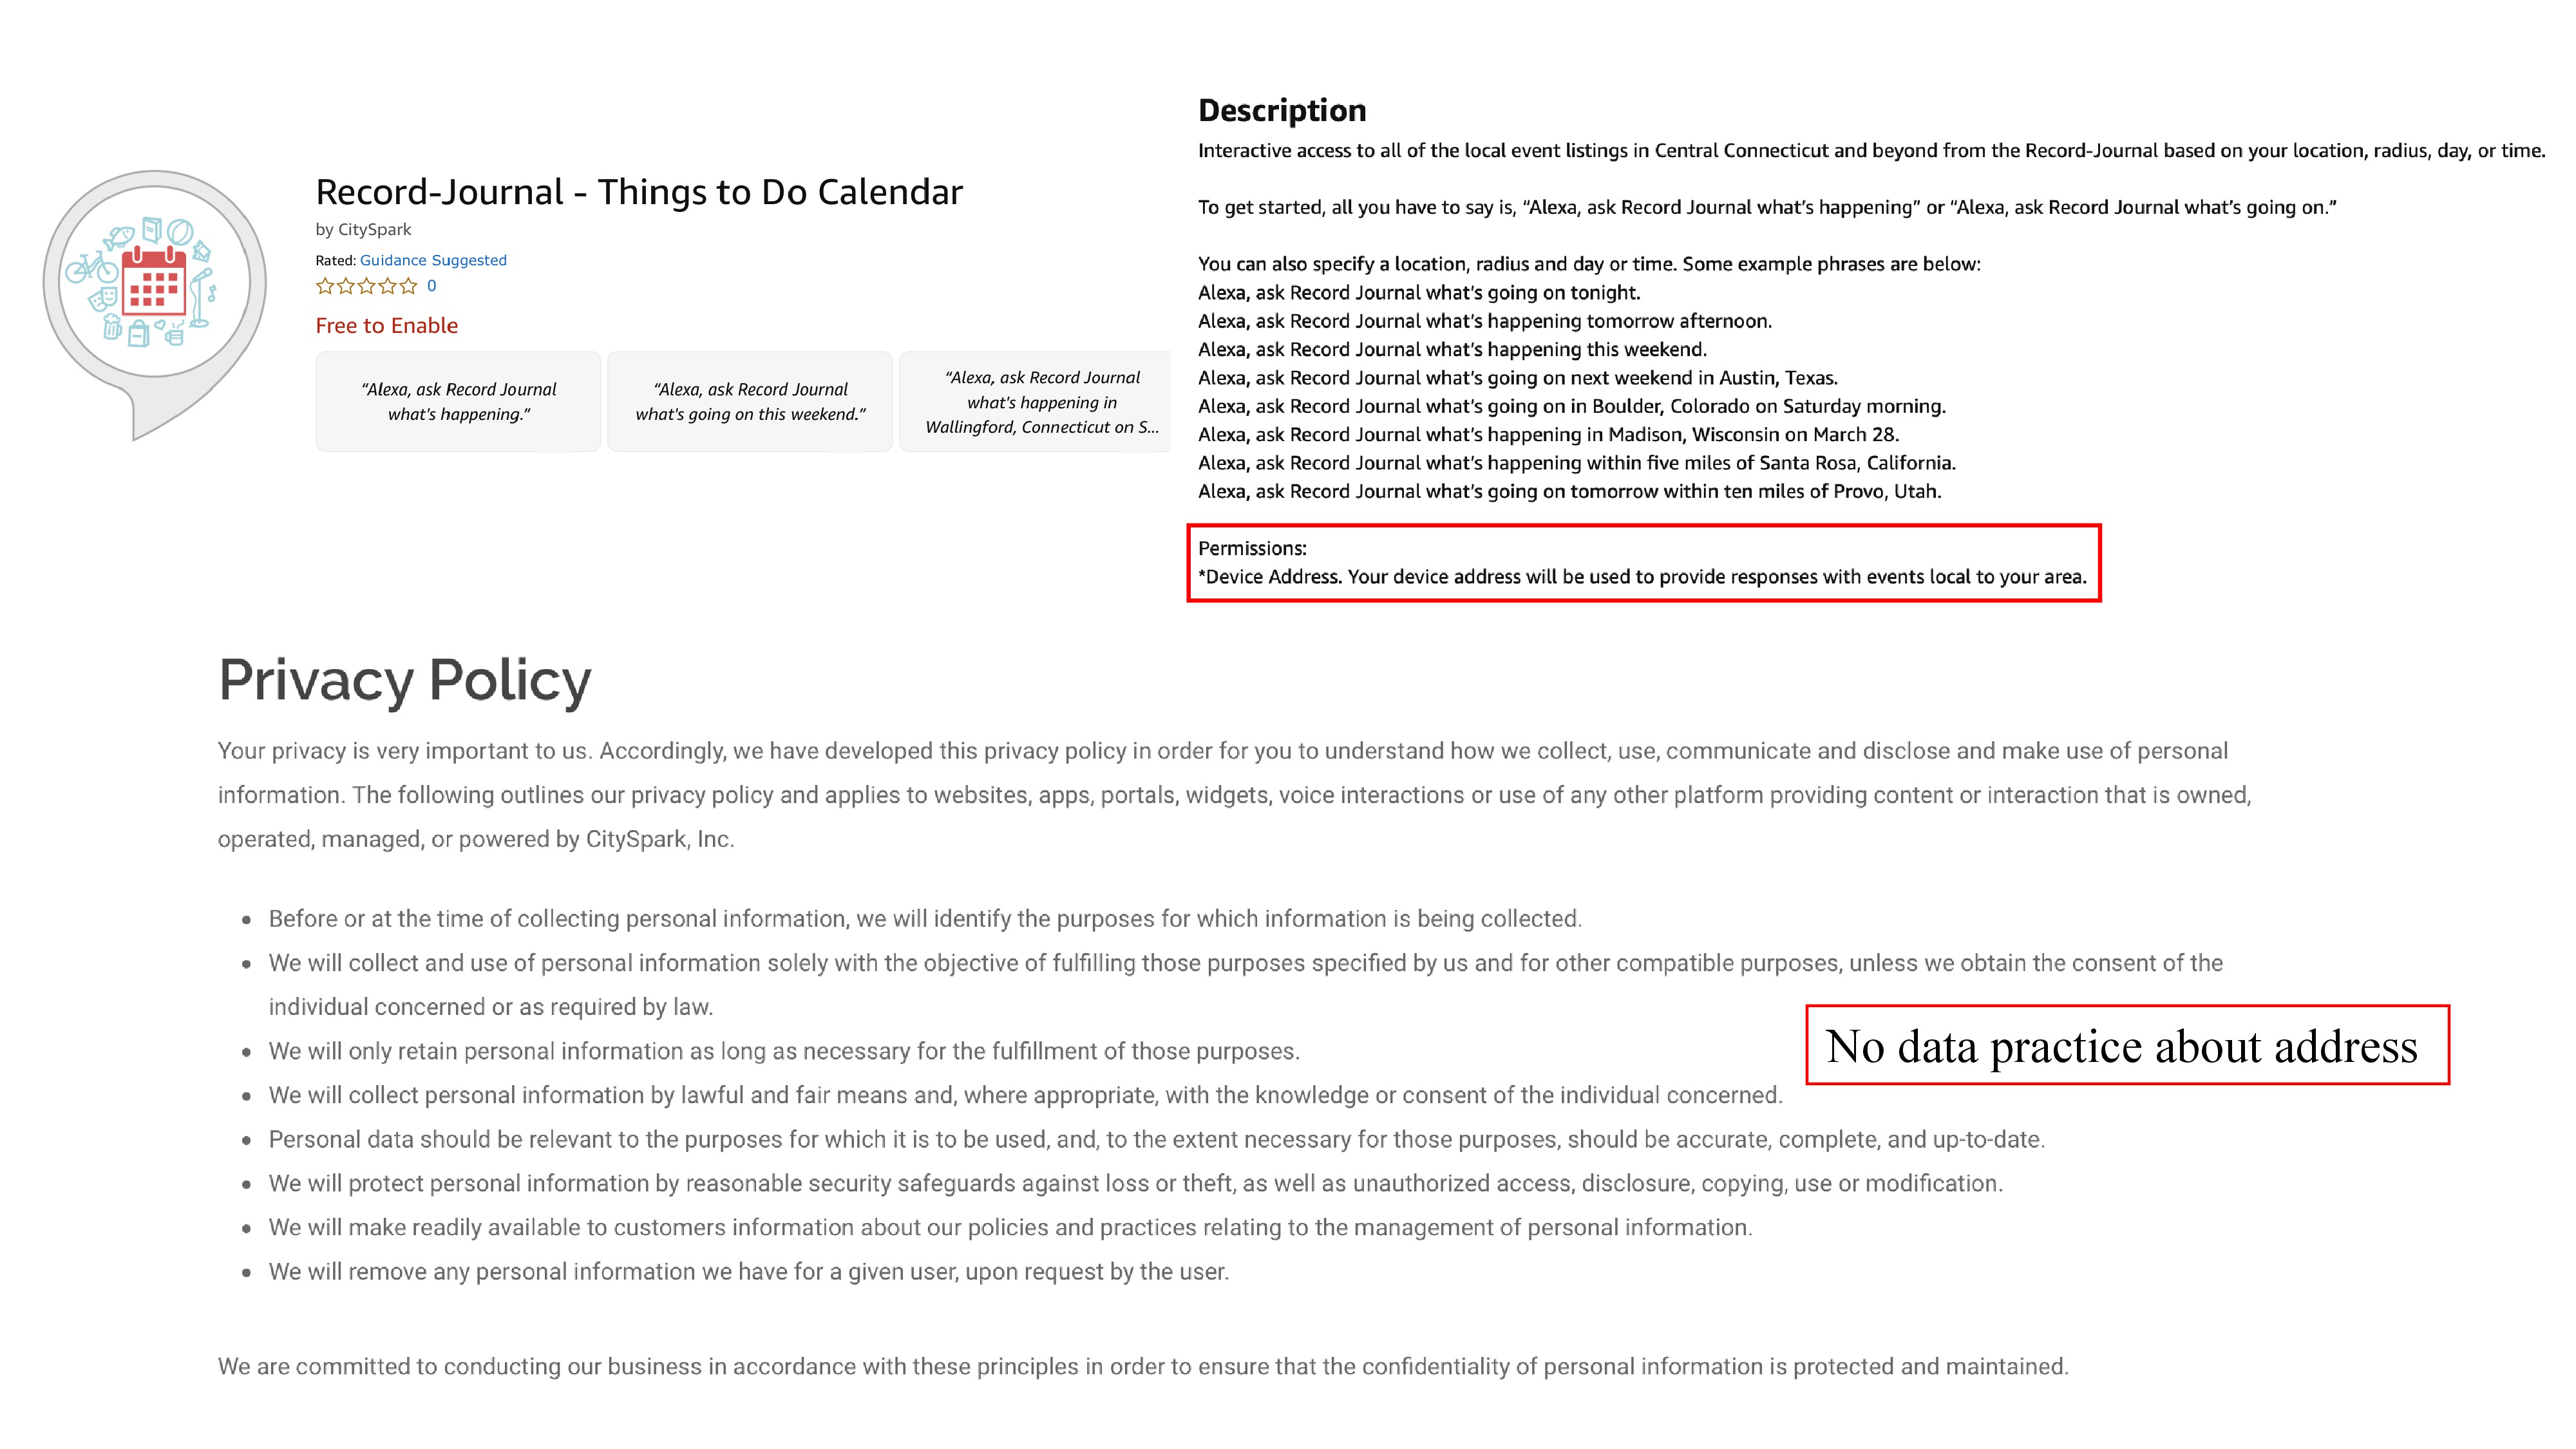 Record-Journal - Things to Do Calendar
by CitySpark
Rated: Guidance Suggested
0
Free to Enable
“Alexa, ask Record Journal
what's happening.”
“Alexa, ask Record Journal
what's going on this weekend.”
“Alexa, ask Record Journal
what's happening in
Wallingford, Connecticut on S...
Description
Interactive access to all of the local event listings in Central Connecticut and beyond from the Record-Journal based on your location, radius, day, or time.
To get started, all you have to say is, “Alexa, ask Record Journal what’s happening” or “Alexa, ask Record Journal what’s going on.”
You can also specify a location, radius and day or time. Some example phrases are below:
Alexa, ask Record Journal what’s going on tonight.
Alexa, ask Record Journal what’s happening tomorrow afternoon.
Alexa, ask Record Journal what’s happening this weekend.
Alexa, ask Record Journal what’s going on next weekend in Austin, Texas.
Alexa, ask Record Journal what’s going on in Boulder, Colorado on Saturday morning.
Alexa, ask Record Journal what’s happening in Madison, Wisconsin on March 28.
Alexa, ask Record Journal what’s happening within five miles of Santa Rosa, California.
Alexa, ask Record Journal what’s going on tomorrow within ten miles of Provo, Utah.
Permissions:
*Device Address. Your device address will be used to provide responses with events local to your area.
Privacy Policy
Your privacy is very important to us. Accordingly, we have developed this privacy policy in order for you to understand how we collect, use, communicate and disclose and make use of personal
information. The following outlines our privacy policy and applies to websites, apps, portals, widgets, voice interactions or use of any other platform providing content or interaction that is owned,
operated, managed, or powered by CitySpark, Inc.
• Before or at the time of collecting personal information, we will identify the purposes for which information is being collected.
• We will collect and use of personal information solely with the objective of fulfilling those purposes specified by us and for other compatible purposes, unless we obtain the consent of the
individual concerned or as required by law.
• We will only retain personal information as long as necessary for the fulfillment of those purposes.
No data practice about address
• We will collect personal information by lawful and fair means and, where appropriate, with the knowledge or consent of the individual concerned.
• Personal data should be relevant to the purposes for which it is to be used, and, to the extent necessary for those purposes, should be accurate, complete, and up-to-date.
• We will protect personal information by reasonable security safeguards against loss or theft, as well as unauthorized access, disclosure, copying, use or modification.
• We will make readily available to customers information about our policies and practices relating to the management of personal information.
• We will remove any personal information we have for a given user, upon request by the user.
We are committed to conducting our business in accordance with these principles in order to ensure that the confidentiality of personal information is protected and maintained.